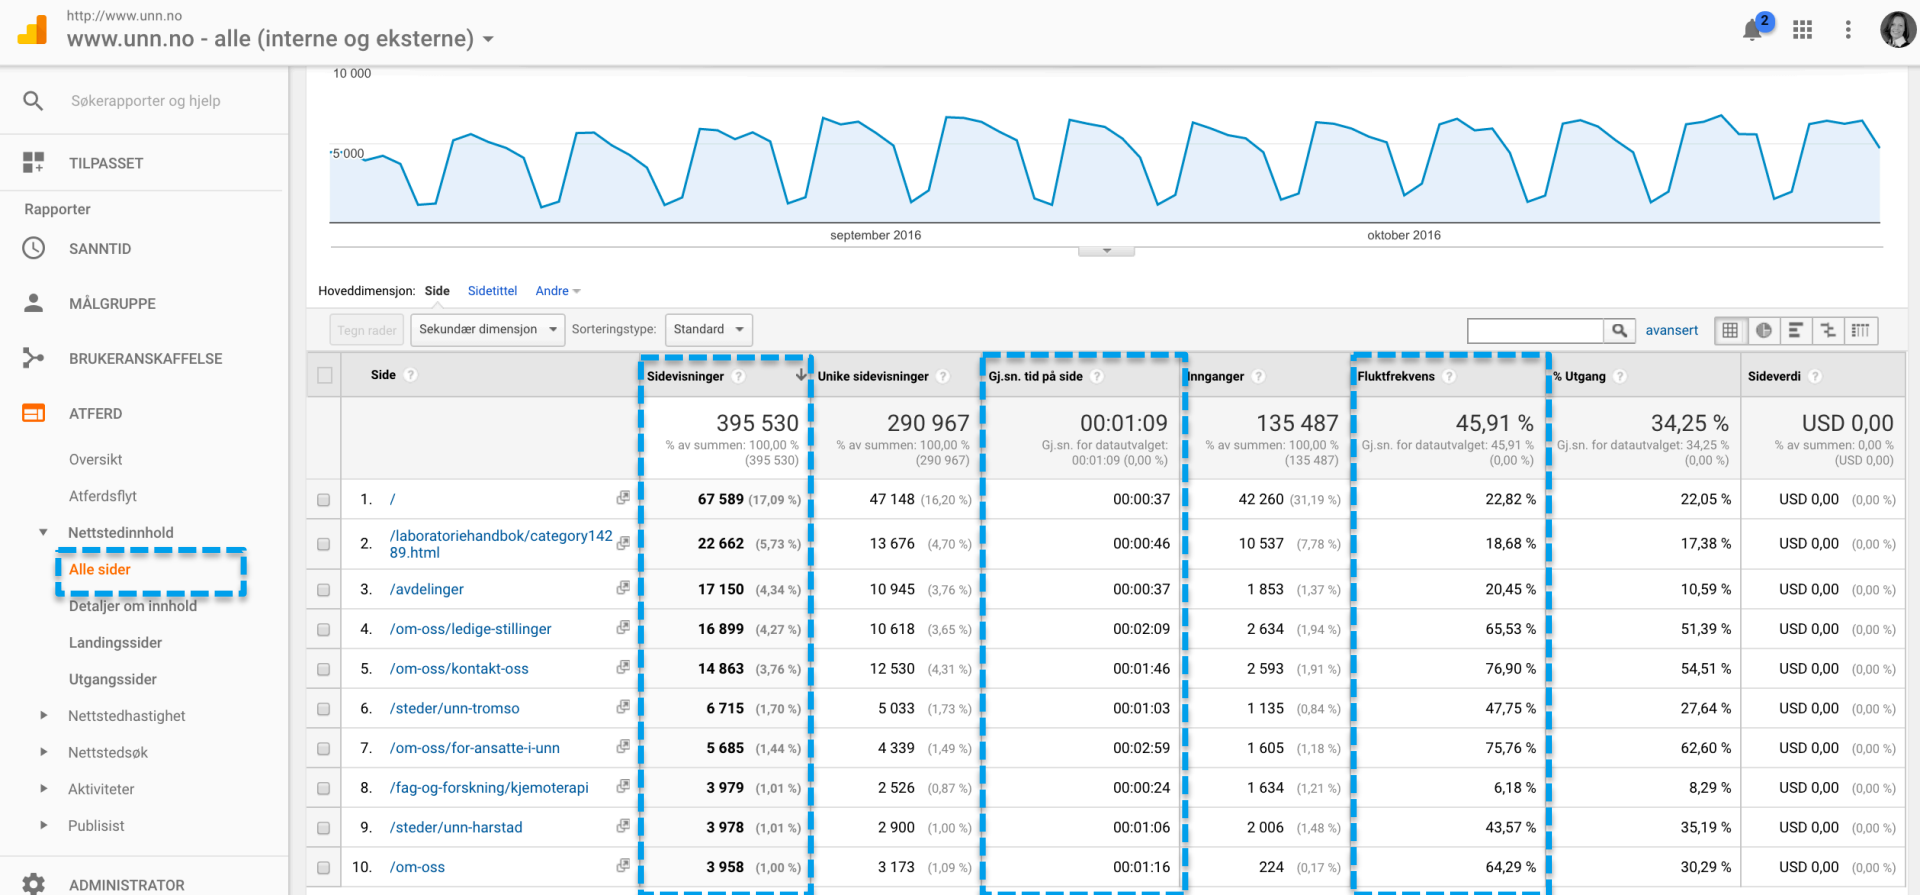 http://www.unn.no
www.unn.no - alle (interne og eksterne)
2
Søkerapporter og hjelp
TILPASSET
Rapporter
SANNTID
MÅLGRUPPE
BRUKERANSKAFFELSE
ATFERD
Oversikt
Atferdsflyt
Nettstedinnhold
Alle sider
Detaljer om innhold
Landingssider
Utgangssider
Nettstedhastighet
Nettstedsøk
Aktiviteter
Publisist
ADMINISTRATOR
10 000
5 000
september 2016 oktober 2016
Hoveddimensjon: Side Sidetittel Andre
Tegn rader Sekundær dimensjon Sorteringstype: Standard avansert
Side ? Sidevisninger ? Unike sidevisninger ? Gj.sn. tid på side ? Innganger ? Fluktfrekvens ? % Utgang ? Sideverdi ?
395 530 290 967 00:01:09 135 487 45,91 % 34,25 % USD 0,00
% av summen: 100,00 % % av summen: 100,00 % Gj.sn. for datautvalget: % av summen: 100,00 % Gj.sn. for datautvalget: 45,91 % Gj.sn. for datautvalget: 34,25 % % av summen: 0,00 %
(395 530) (290 967) 00:01:09 (0,00 %) (135 487) (0,00 %) (0,00 %) (USD 0,00)
1. / 67 589 (17,09 %) 47 148 (16,20 %) 00:00:37 42 260 (31,19 %) 22,82 % 22,05 % USD 0,00 (0,00 %)
2. /laboratoriehandbok/category142
89.html 22 662 (5,73 %) 13 676 (4,70 %) 00:00:46 10 537 (7,78 %) 18,68 % 17,38 % USD 0,00 (0,00 %)
3. /avdelinger 17 150 (4,34 %) 10 945 (3,76 %) 00:00:37 1 853 (1,37 %) 20,45 % 10,59 % USD 0,00 (0,00 %)
4. /om-oss/ledige-stillinger 16 899 (4,27 %) 10 618 (3,65 %) 00:02:09 2 634 (1,94 %) 65,53 % 51,39 % USD 0,00 (0,00 %)
5. /om-oss/kontakt-oss 14 863 (3,76 %) 12 530 (4,31 %) 00:01:46 2 593 (1,91 %) 76,90 % 54,51 % USD 0,00 (0,00 %)
6. /steder/unn-tromso 6 715 (1,70 %) 5 033 (1,73 %) 00:01:03 1 135 (0,84 %) 47,75 % 27,64 % USD 0,00 (0,00 %)
7. /om-oss/for-ansatte-i-unn 5 685 (1,44 %) 4 339 (1,49 %) 00:02:59 1 605 (1,18 %) 75,76 % 62,60 % USD 0,00 (0,00 %)
8. /fag-og-forskning/kjemoterapi 3 979 (1,01 %) 2 526 (0,87 %) 00:00:24 1 634 (1,21 %) 6,18 % 8,29 % USD 0,00 (0,00 %)
9. /steder/unn-harstad 3 978 (1,01 %) 2 900 (1,00 %) 00:01:06 2 006 (1,48 %) 43,57 % 35,19 % USD 0,00 (0,00 %)
10. /om-oss 3 958 (1,00 %) 3 173 (1,09 %) 00:01:16 224 (0,17 %) 64,29 % 30,29 % USD 0,00 (0,00 %)